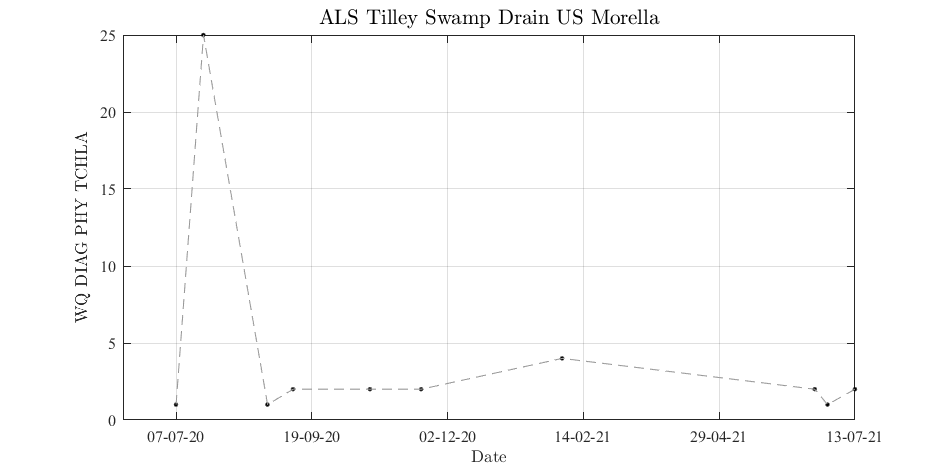 ALS Tilley Swamp Drain US Morella
WQ DIAG PHY TCHLA
25
20
15
10
5
0
07-07-20 19-09-20 02-12-20 14-02-21 29-04-21 13-07-21
Date